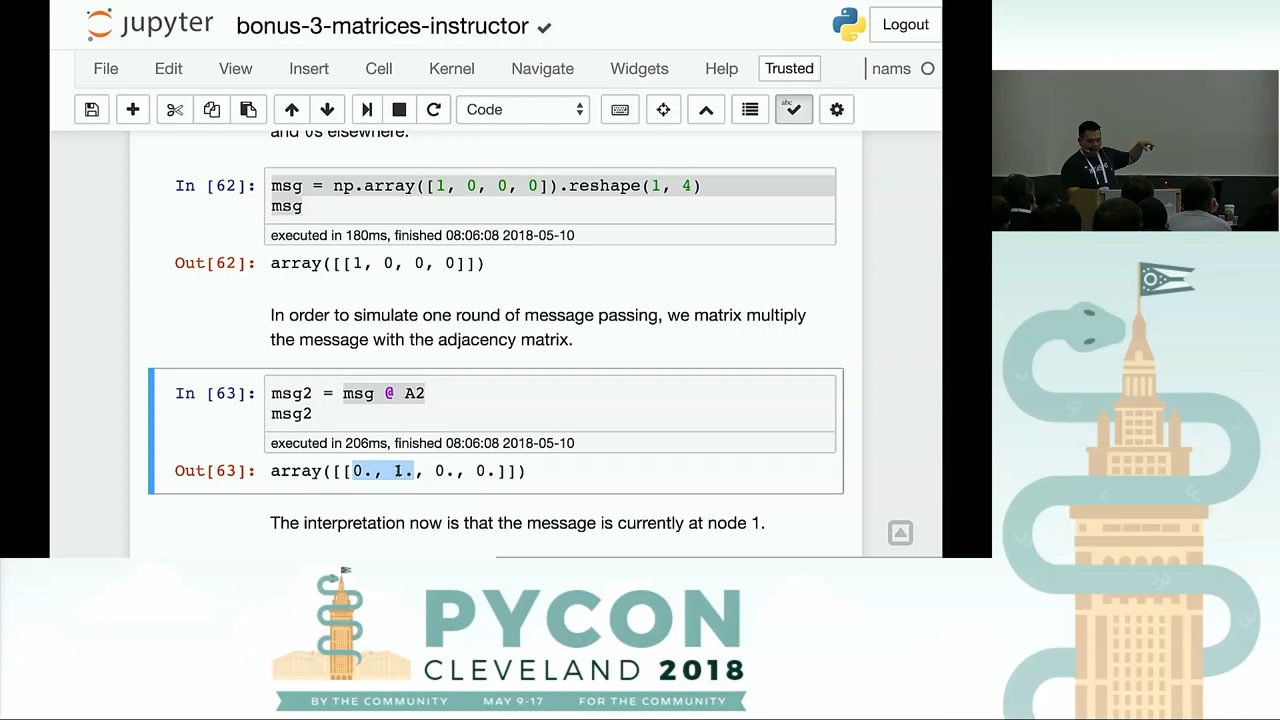 jupyter bonus-3-matrices-instructor Logout
File Edit View Insert Cell Kernel Navigate Widgets Help Trusted nams
Code abc
and 0s elsewhere.
In [62]: msg = np.array([1, 0, 0, 0]).reshape(1, 4)
msg
executed in 180ms, finished 08:06:08 2018-05-10
Out[62]: array([[1, 0, 0, 0]])
In order to simulate one round of message passing, we matrix multiply
the message with the adjacency matrix.
In [63]: msg2 = msg @ A2
msg2
executed in 206ms, finished 08:06:08 2018-05-10
Out[63]: array([[0., 1., 0., 0.]])
The interpretation now is that the message is currently at node 1.
PYCON
CLEVELAND 2018
BY THE COMMUNITY MAY 9-17 FOR THE COMMUNITY